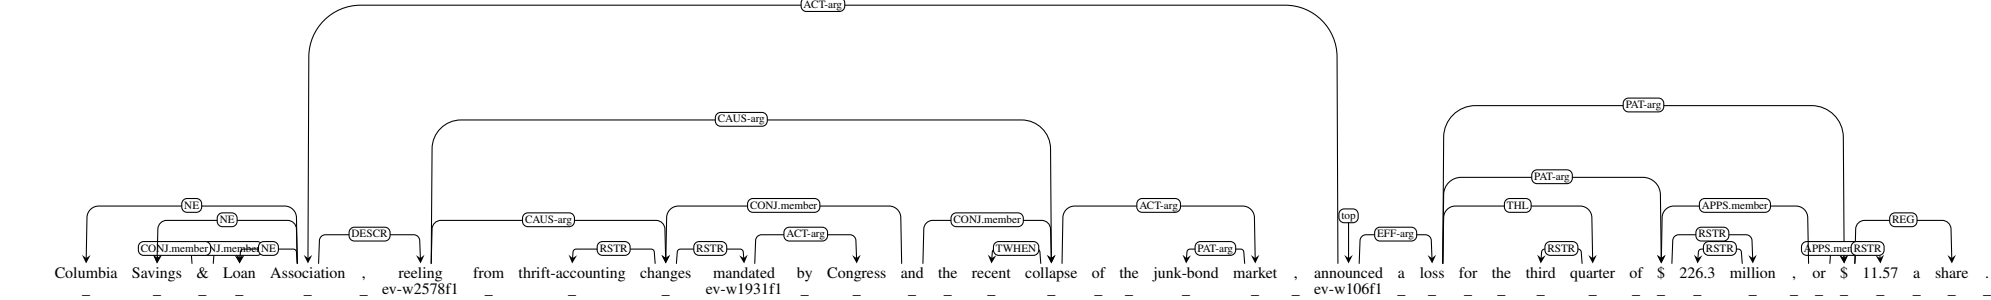 ACT-arg
PAT-arg
CAUS-arg
PAT-arg
NE CONJ.member ACT-arg THL APPS.member
top
NE CAUS-arg CONJ.member REG
DESCR ACT-arg EFF-arg RSTR
CONJ.member NE RSTR RSTR TWHEN PAT-arg RSTR RSTR RSTR
Columbia Savings & Loan Association , reeling from thrift-accounting changes mandated by Congress and the recent collapse of the junk-bond market , announced a loss for the third quarter of $ 226.3 million , or $ 11.57 a share .
ev-w2578f1 ev-w1931f1 ev-w106f1